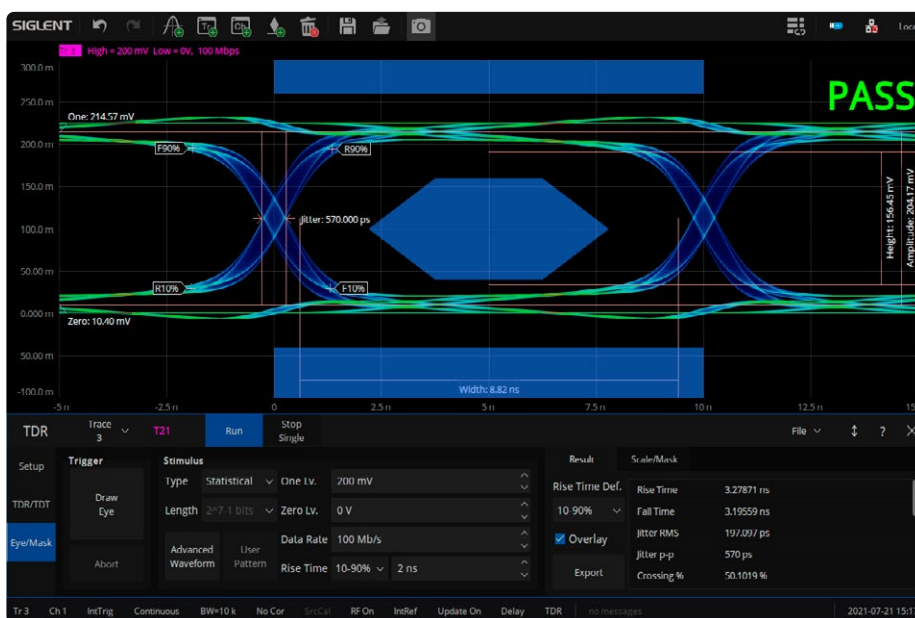 SIGLENT Tr Ch Loc
Tr 3 High = 200 mV Low = 0V, 100 Mbps
300.0 m
250.0 m
PASS
One: 214.57 mV
200.0 m
F90% R90%
150.0 m
Jitter: 570.000 ps
100.0 m
Height: 156.45 mV
Amplitude: 204.17 mV
50.00 m
R10% F10%
0.000 m
Zero: 10.40 mV
50.00 m
Width: 8.82 ns
-100.0 m
-5 n -2.5 n 0 2.5 n 5 n 7.5 n 10 n 12.5 n 15
TDR Trace 3 T21 Run Stop Single File ? X
Setup Trigger Stimulus Result Scale/Mask
Type Statistical One Lv. 200 mV Rise Time Def. Rise Time 3.27871 ns
TDR/TDT Draw Eye Length 2^7-1 bits Zero Lv. 0 V 10-90% Fall Time 3.19559 ns
Eye/Mask Data Rate 100 Mb/s Overlay Jitter RMS 197.097 ps
Abort Advanced Waveform User Pattern Jitter p-p 570 ps
Rise Time 10-90% 2 ns Export Crossing % 50.1019 %
Tr 3 Ch 1 IntTrig Continuous BW=10 k No Cor SrcCal RF On IntRef Update On Delay TDR no messages 2021-07-21 15:17